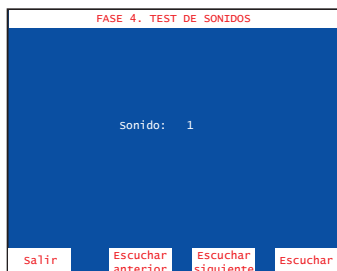 FASE 4. TEST DE SONIDOS
Sonido: 1
Salir
Escuchar
anterior
Escuchar
siguiente
Escuchar